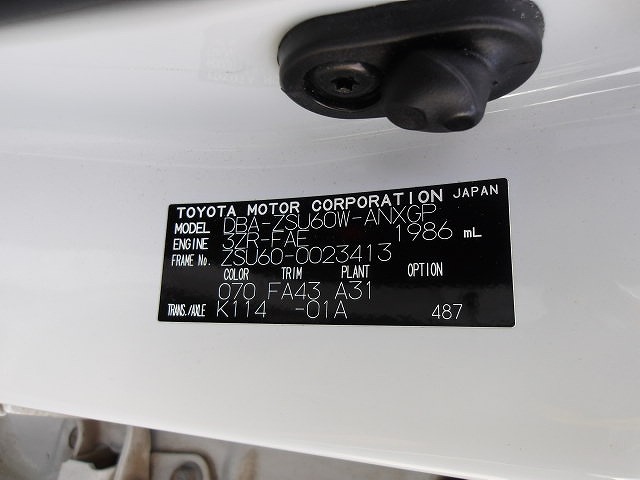 TOYOTA MOTOR CORPORATION JAPAN
MODEL DBA-ZSU60W-ANXGP
ENGINE 3ZR-FAE 1986 mL
FRAME No. ZSU60-0023413
COLOR TRIM PLANT OPTION
070 FA43 A31
TRANS./AXLE K114 -01A 487